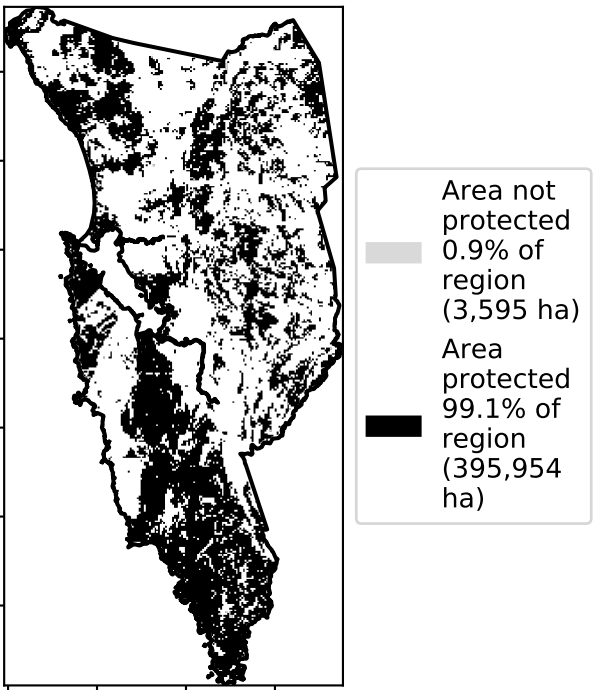 Area not
protected
0.9% of
region
(3,595 ha)
Area
protected
99.1% of
region
(395,954
ha)